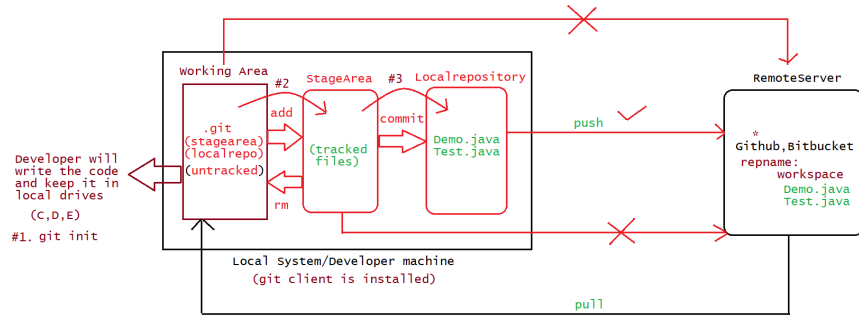 Working Area
#2
StageArea
#3
Localrepository
RemoteServer
add
commit
.git
(stagearea)
(localrepo)
(untracked)
(tracked
files)
Demo.java
Test.java
push
*
Github,Bitbucket
repname:
workspace
Demo.java
Test.java
rm
Developer will
write the code
and keep it in
local drives
(C,D,E)
#1. git init
Local System/Developer machine
(git client is installed)
pull